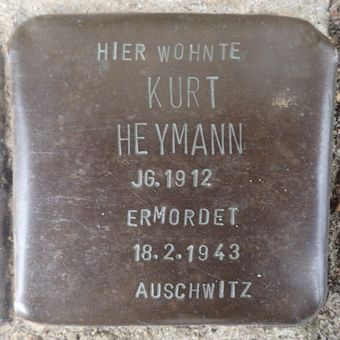 HIER WOHNTE
KURT
HEYMANN
JG. 1912
ERMORDET
18.2.1943
AUSCHWITZ